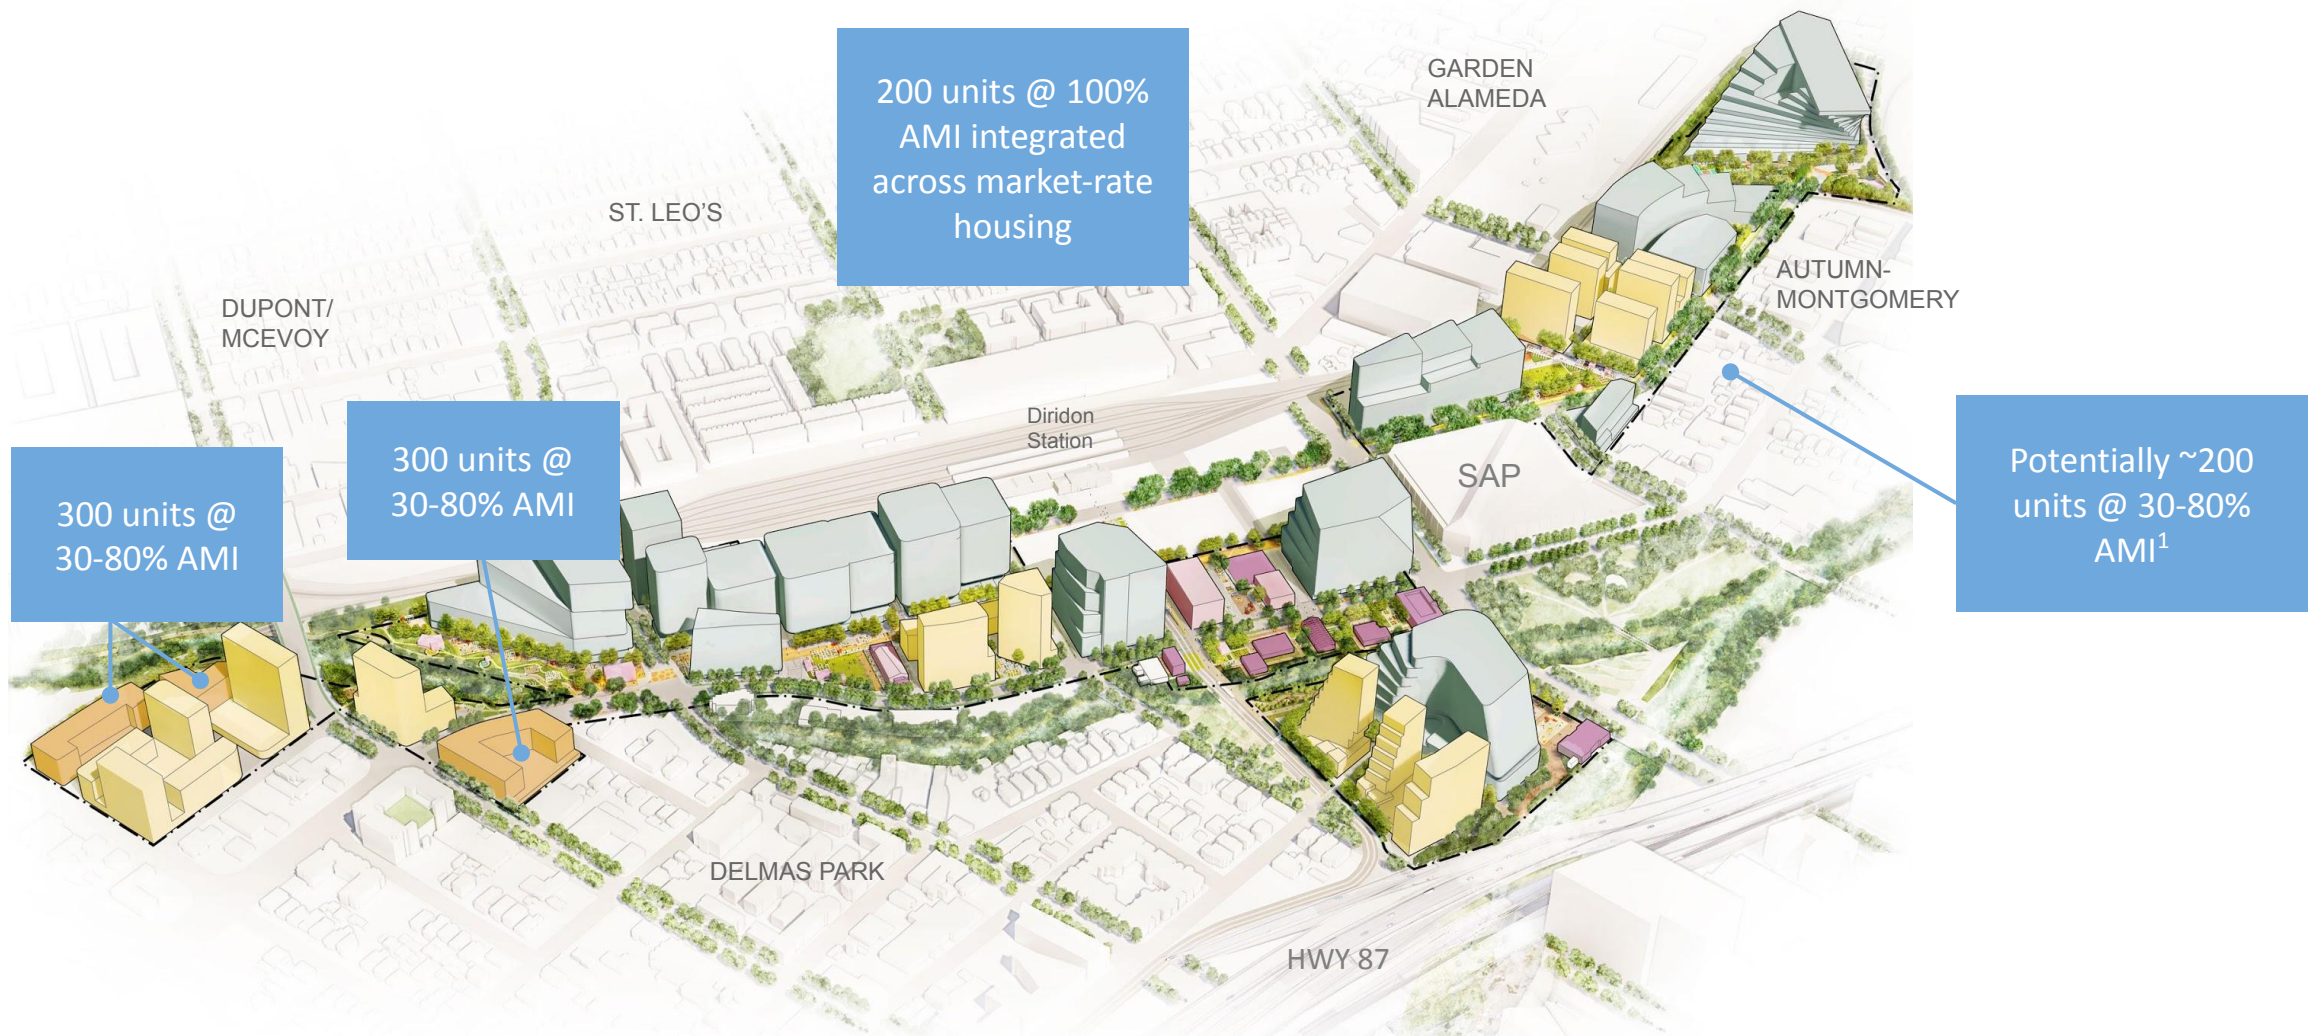 200 units @ 100%
AMI integrated
across market-rate
housing
GARDEN
ALAMEDA
ST. LEO'S
AUTUMN-
MONTGOMERY
DUPONT/
MCEVOY
Diridon
Station
SAP
300 units @
30-80% AMI
300 units @
30-80% AMI
Potentially ~200
units @ 30-80%
AMI¹
DELMAS PARK
HWY 87